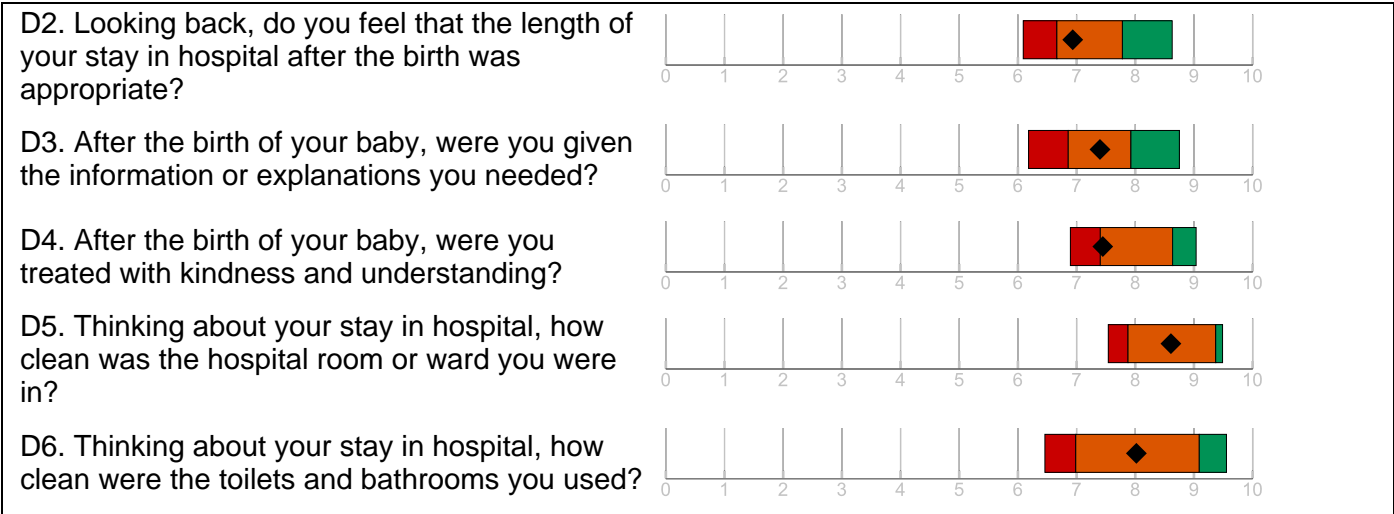 D2. Looking back, do you feel that the length of
your stay in hospital after the birth was
appropriate?
0 1 2 3 4 5 6 7 8 9 10
D3. After the birth of your baby, were you given
the information or explanations you needed?
0 1 2 3 4 5 6 7 8 9 10
D4. After the birth of your baby, were you
treated with kindness and understanding?
0 1 2 3 4 5 6 7 8 9 10
D5. Thinking about your stay in hospital, how
clean was the hospital room or ward you were
in?
0 1 2 3 4 5 6 7 8 9 10
D6. Thinking about your stay in hospital, how
clean were the toilets and bathrooms you used?
0 1 2 3 4 5 6 7 8 9 10